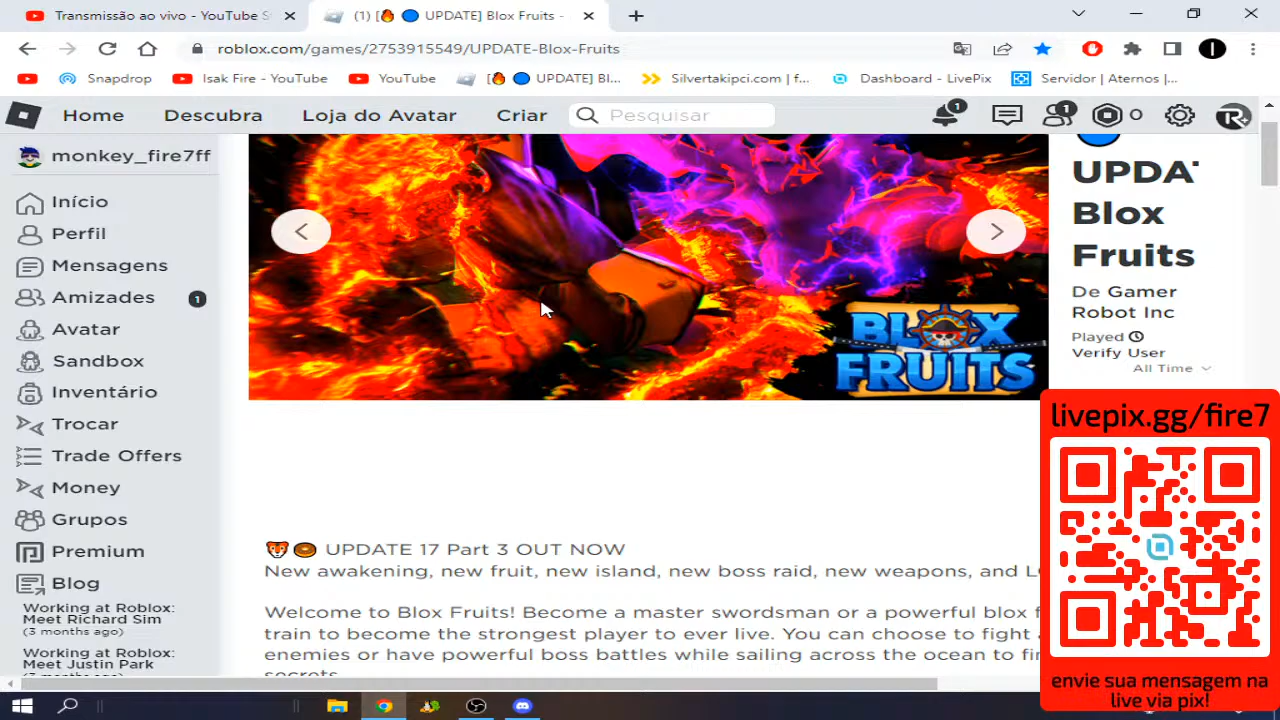 Transmissão ao vivo - YouTube S
(1) [🔥 🔵 UPDATE] Blox Fruits -
roblox.com/games/2753915549/UPDATE-Blox-Fruits
Snapdrop
Isak Fire - YouTube
YouTube
[🔥 🔵 UPDATE] Bl...
Silvertakipci.com | f...
Dashboard - LivePix
Servidor | Aternos |...
Home
Descubra
Loja do Avatar
Criar
Pesquisar
1
1
0
monkey_fire7ff
Início
Perfil
Mensagens
Amizades 1
Avatar
Sandbox
Inventário
Trocar
Trade Offers
Money
Grupos
Premium
Blog
Working at Roblox:
Meet Richard Sim
(3 months ago)
Working at Roblox:
Meet Justin Park
BLOX
FRUITS
UPDA
Blox
Fruits
De Gamer
Robot Inc
Played
Verify User
All Time
🐯🍩 UPDATE 17 Part 3 OUT NOW
New awakening, new fruit, new island, new boss raid, new weapons, and
Welcome to Blox Fruits! Become a master swordsman or a powerful blox
train to become the strongest player to ever live. You can choose to fight
enemies or have powerful boss battles while sailing across the ocean to
secrets.
livepix.gg/fire7
envie sua mensagem na
live via pix!